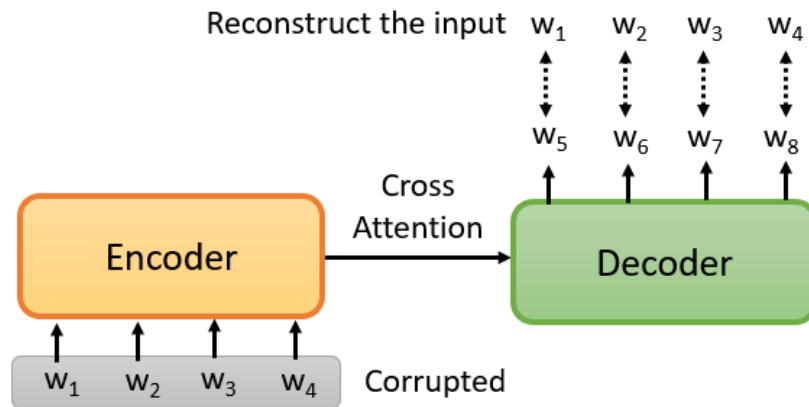 Reconstruct the input w₁ w₂ w₃ w₄
w₅ w₆ w₇ w₈
Cross
Attention
Encoder
Decoder
w₁ w₂ w₃ w₄ Corrupted